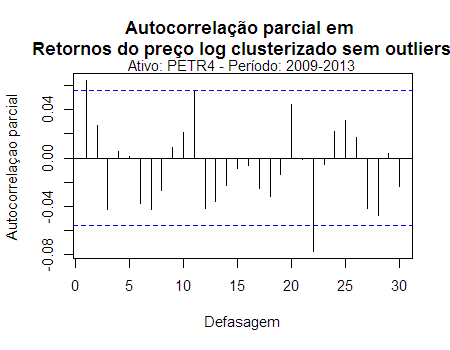 Autocorrelação parcial em
Retornos do preço log clusterizado sem outliers
Ativo: PETR4 - Período: 2009-2013
Autocorrelaçao parcial
0.04
0.00
-0.04
-0.08
0 5 10 15 20 25 30
Defasagem